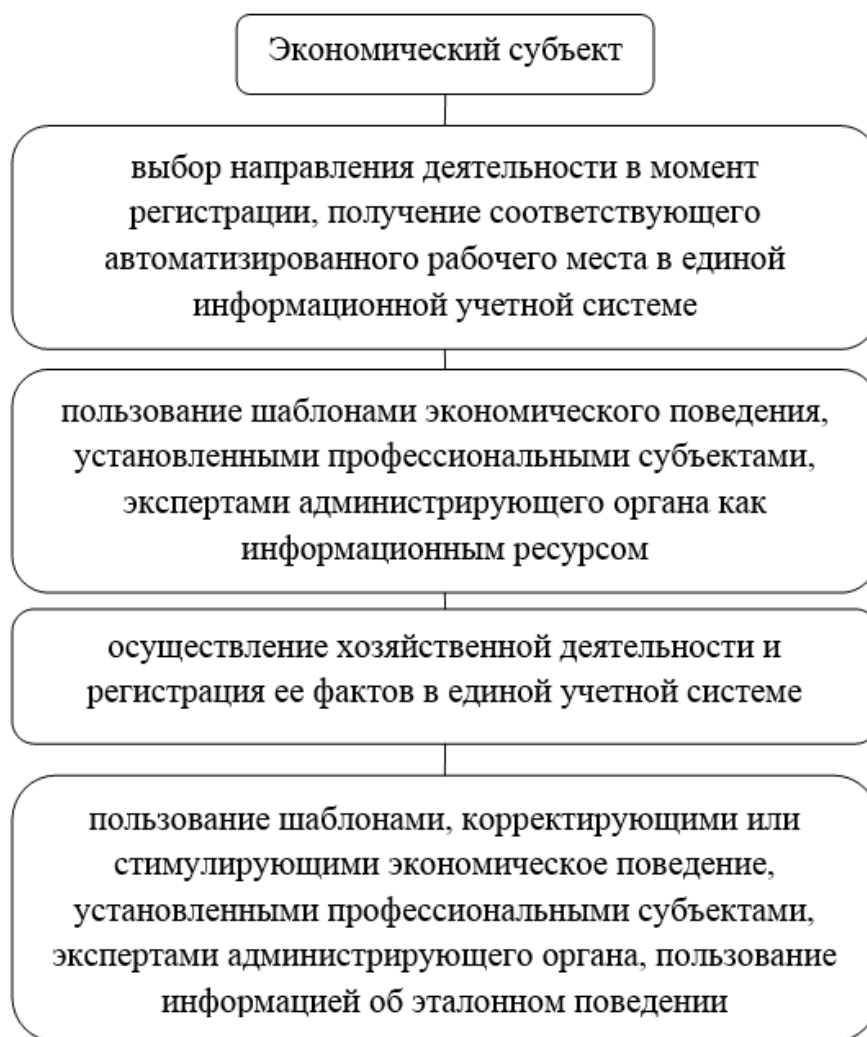 Экономический субъект
выбор направления деятельности в момент
регистрации, получение соответствующего
автоматизированного рабочего места в единой
информационной учетной системе
пользование шаблонами экономического поведения,
установленными профессиональными субъектами,
экспертами администрирующего органа как
информационным ресурсом
осуществление хозяйственной деятельности и
регистрация ее фактов в единой учетной системе
пользование шаблонами, корректирующими или
стимулирующими экономическое поведение,
установленными профессиональными субъектами,
экспертами администрирующего органа, пользование
информацией об эталонном поведении